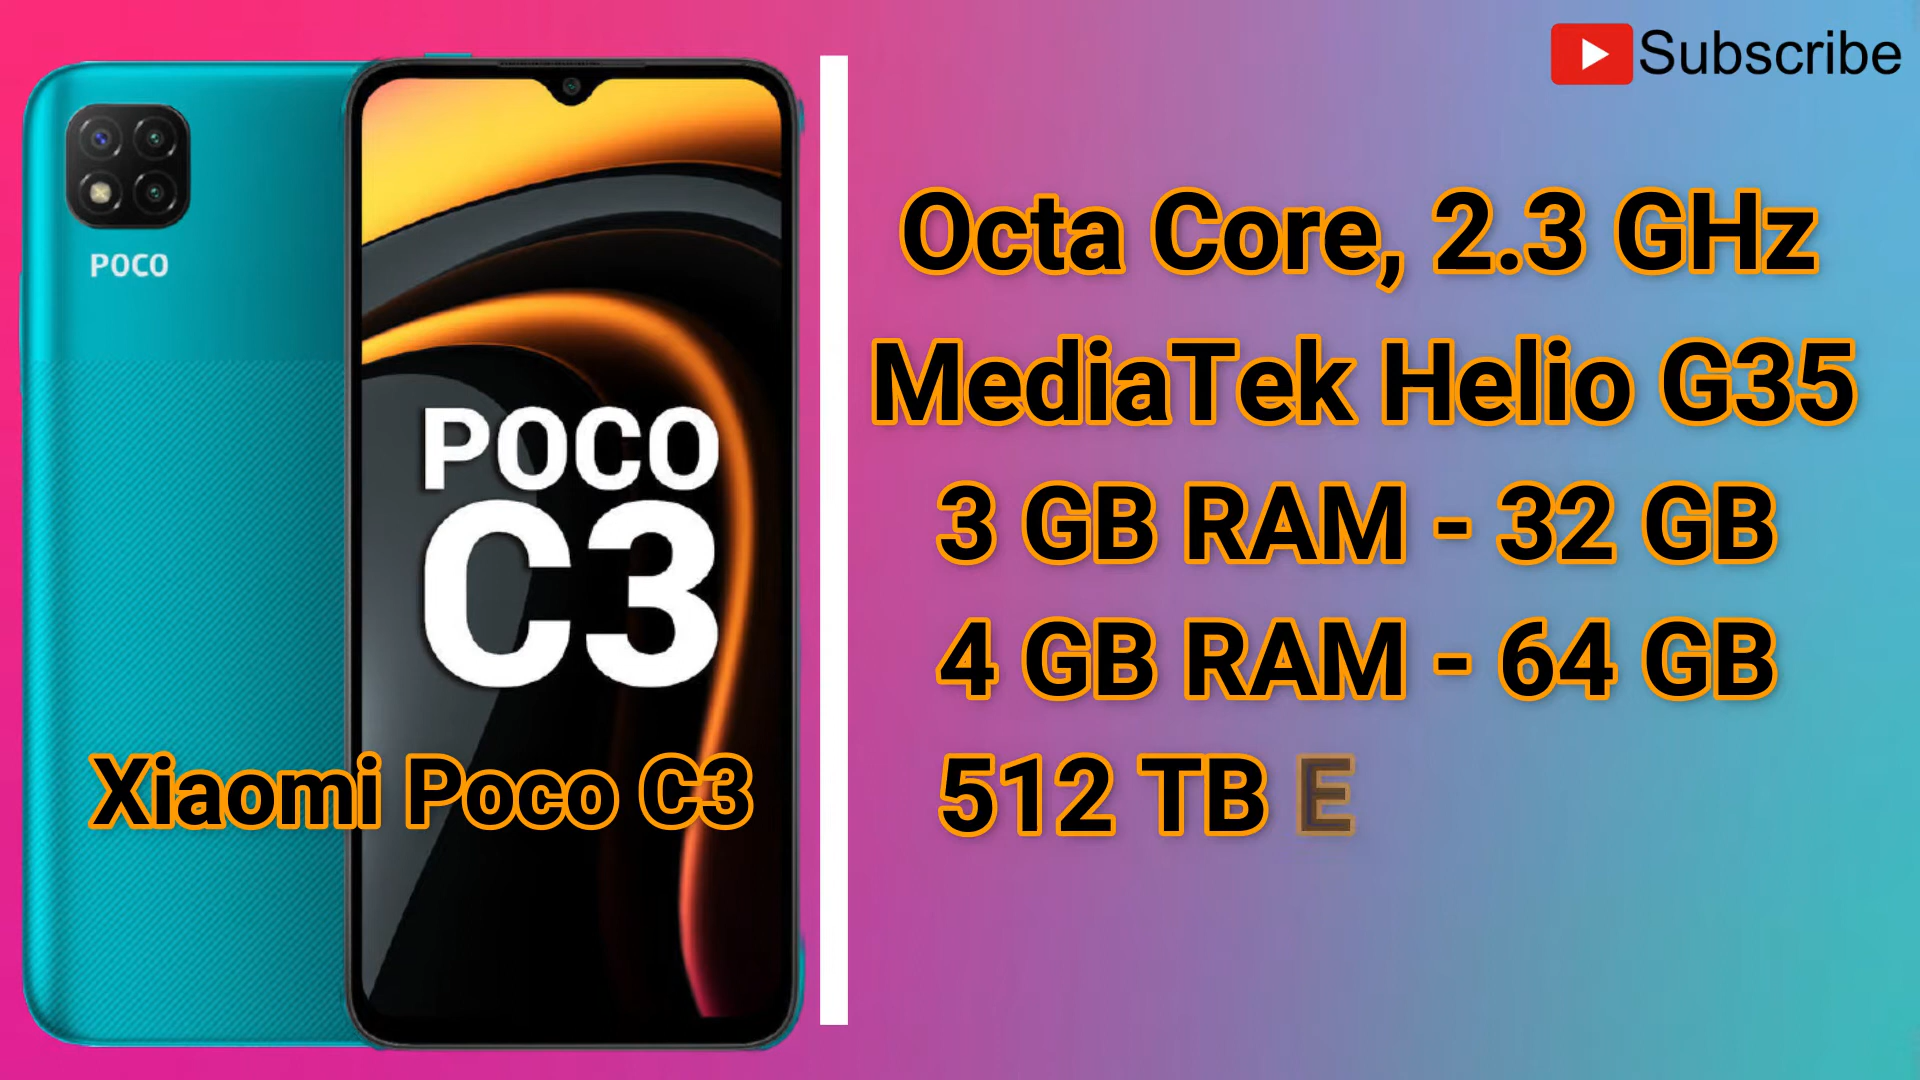 Subscribe
POCO
POCO
C3
Xiaomi Poco C3
Octa Core, 2.3 GHz
MediaTek Helio G35
3 GB RAM - 32 GB
4 GB RAM - 64 GB
512 TB E